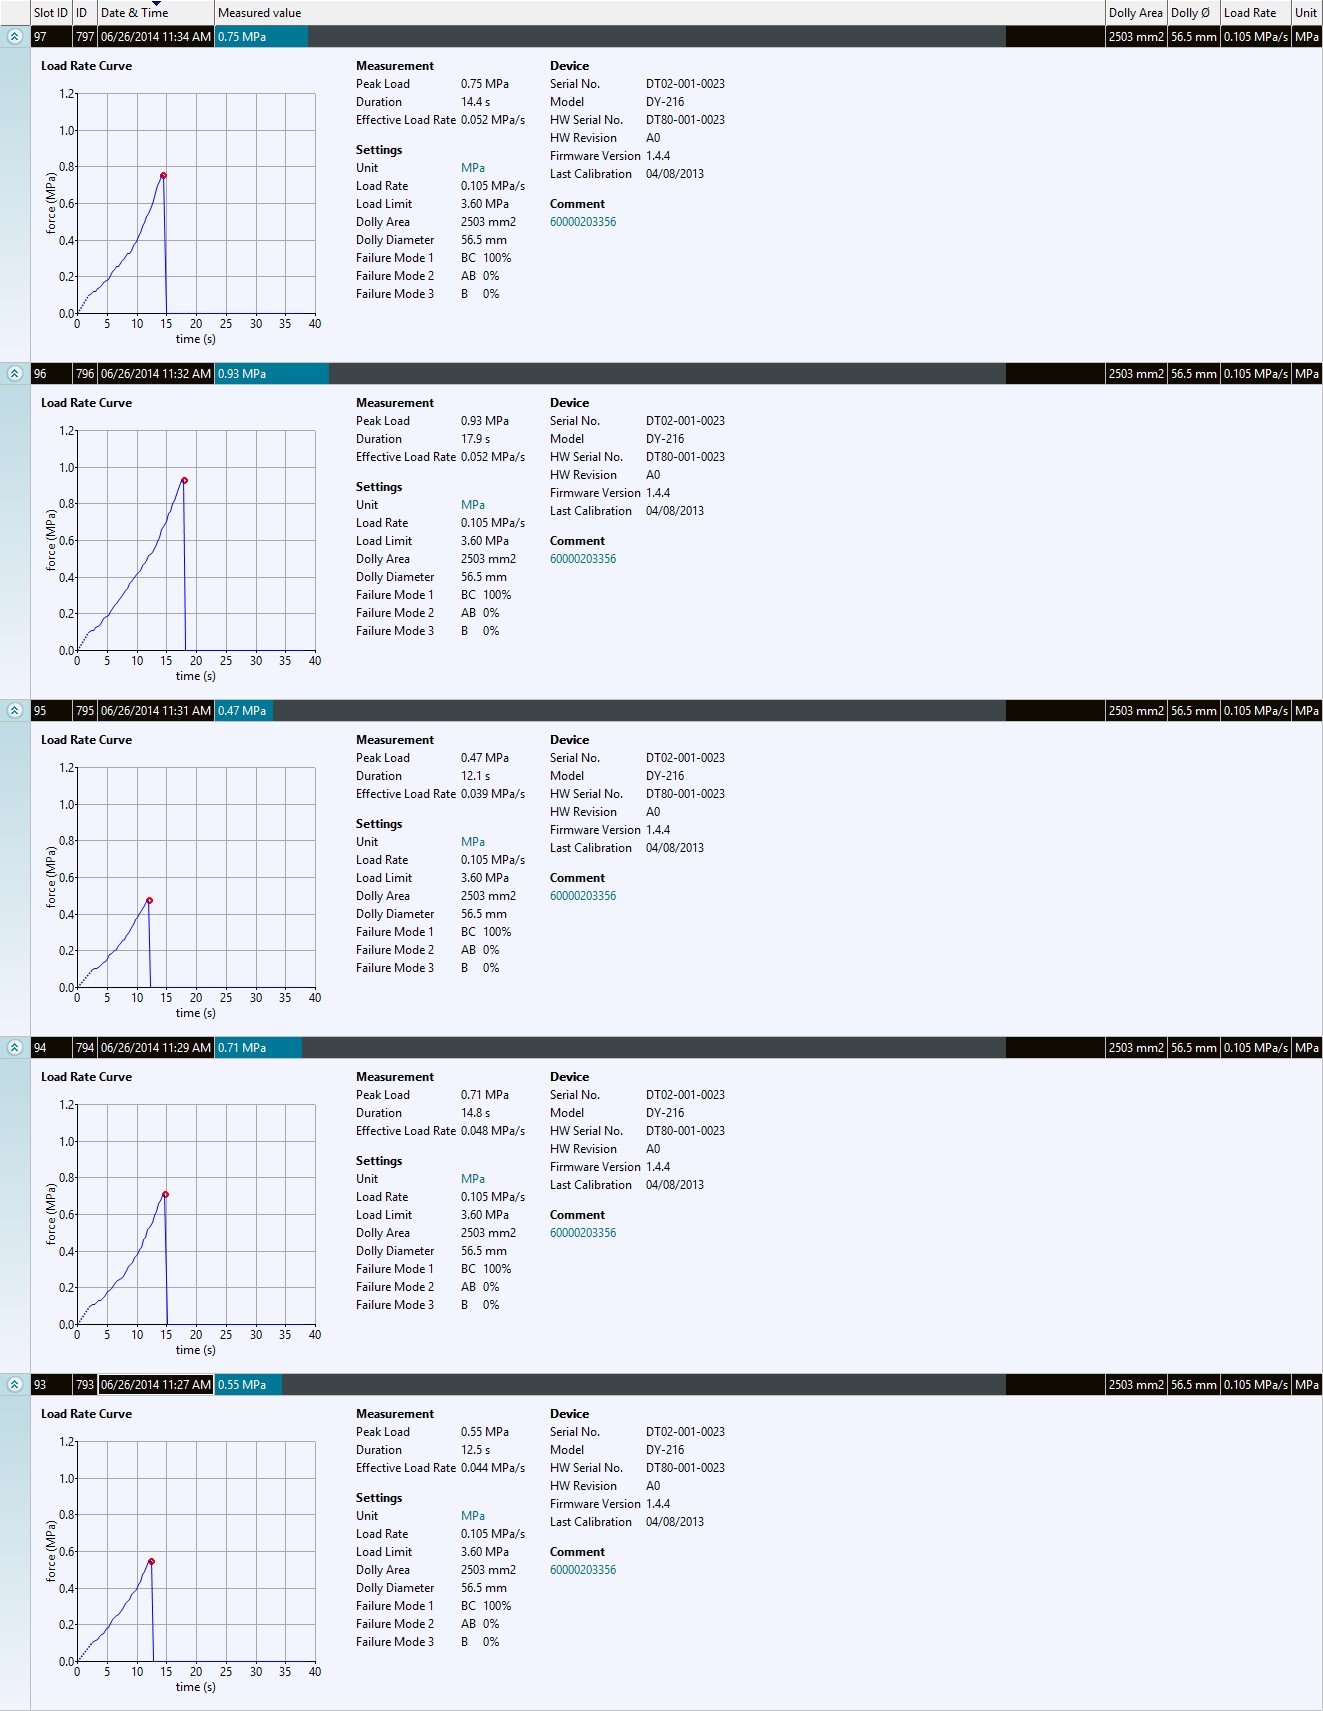 Slot ID ID Date & Time Measured value Dolly Area Dolly Ø Load Rate Unit
97 797 06/26/2014 11:34 AM 0.75 MPa 2503 mm2 56.5 mm 0.105 MPa/s MPa
Load Rate Curve
1.2
1.0
0.8
0.6
0.4
0.2
0.0
force (MPa)
0 5 10 15 20 25 30 35 40
time (s)
Measurement
Peak Load 0.75 MPa
Duration 14.4 s
Effective Load Rate 0.052 MPa/s
Settings
Unit MPa
Load Rate 0.105 MPa/s
Load Limit 3.60 MPa
Dolly Area 2503 mm2
Dolly Diameter 56.5 mm
Failure Mode 1 BC 100%
Failure Mode 2 AB 0%
Failure Mode 3 B 0%
Device
Serial No. DT02-001-0023
Model DY-216
HW Serial No. DT80-001-0023
HW Revision A0
Firmware Version 1.4.4
Last Calibration 04/08/2013
Comment
60000203356
96 796 06/26/2014 11:32 AM 0.93 MPa 2503 mm2 56.5 mm 0.105 MPa/s MPa
Load Rate Curve
1.2
1.0
0.8
0.6
0.4
0.2
0.0
force (MPa)
0 5 10 15 20 25 30 35 40
time (s)
Measurement
Peak Load 0.93 MPa
Duration 17.9 s
Effective Load Rate 0.052 MPa/s
Settings
Unit MPa
Load Rate 0.105 MPa/s
Load Limit 3.60 MPa
Dolly Area 2503 mm2
Dolly Diameter 56.5 mm
Failure Mode 1 BC 100%
Failure Mode 2 AB 0%
Failure Mode 3 B 0%
Device
Serial No. DT02-001-0023
Model DY-216
HW Serial No. DT80-001-0023
HW Revision A0
Firmware Version 1.4.4
Last Calibration 04/08/2013
Comment
60000203356
95 795 06/26/2014 11:31 AM 0.47 MPa 2503 mm2 56.5 mm 0.105 MPa/s MPa
Load Rate Curve
1.2
1.0
0.8
0.6
0.4
0.2
0.0
force (MPa)
0 5 10 15 20 25 30 35 40
time (s)
Measurement
Peak Load 0.47 MPa
Duration 12.1 s
Effective Load Rate 0.039 MPa/s
Settings
Unit MPa
Load Rate 0.105 MPa/s
Load Limit 3.60 MPa
Dolly Area 2503 mm2
Dolly Diameter 56.5 mm
Failure Mode 1 BC 100%
Failure Mode 2 AB 0%
Failure Mode 3 B 0%
Device
Serial No. DT02-001-0023
Model DY-216
HW Serial No. DT80-001-0023
HW Revision A0
Firmware Version 1.4.4
Last Calibration 04/08/2013
Comment
60000203356
94 794 06/26/2014 11:29 AM 0.71 MPa 2503 mm2 56.5 mm 0.105 MPa/s MPa
Load Rate Curve
1.2
1.0
0.8
0.6
0.4
0.2
0.0
force (MPa)
0 5 10 15 20 25 30 35 40
time (s)
Measurement
Peak Load 0.71 MPa
Duration 14.8 s
Effective Load Rate 0.048 MPa/s
Settings
Unit MPa
Load Rate 0.105 MPa/s
Load Limit 3.60 MPa
Dolly Area 2503 mm2
Dolly Diameter 56.5 mm
Failure Mode 1 BC 100%
Failure Mode 2 AB 0%
Failure Mode 3 B 0%
Device
Serial No. DT02-001-0023
Model DY-216
HW Serial No. DT80-001-0023
HW Revision A0
Firmware Version 1.4.4
Last Calibration 04/08/2013
Comment
60000203356
93 793 06/26/2014 11:27 AM 0.55 MPa 2503 mm2 56.5 mm 0.105 MPa/s MPa
Load Rate Curve
1.2
1.0
0.8
0.6
0.4
0.2
0.0
force (MPa)
0 5 10 15 20 25 30 35 40
time (s)
Measurement
Peak Load 0.55 MPa
Duration 12.5 s
Effective Load Rate 0.044 MPa/s
Settings
Unit MPa
Load Rate 0.105 MPa/s
Load Limit 3.60 MPa
Dolly Area 2503 mm2
Dolly Diameter 56.5 mm
Failure Mode 1 BC 100%
Failure Mode 2 AB 0%
Failure Mode 3 B 0%
Device
Serial No. DT02-001-0023
Model DY-216
HW Serial No. DT80-001-0023
HW Revision A0
Firmware Version 1.4.4
Last Calibration 04/08/2013
Comment
60000203356